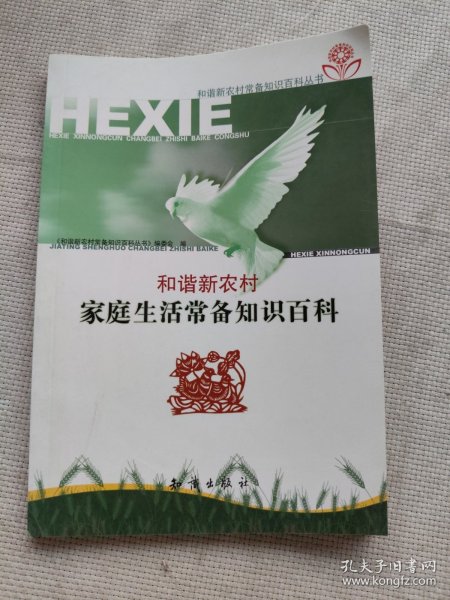 和谐新农村常备知识百科丛书
HEXIE
HEXIE XINNONGCUN CHANGBEI ZHISHI BAIKE CONGSHU
《和谐新农村常备知识百科丛书》编委会 编
JIATING SHENGHUO CHANGBEI ZHISHI BAIKE
HEXIE XINNONGCUN
和谐新农村
家庭生活常备知识百科
知识出版社
孔夫子旧书网
www.kongfz.com